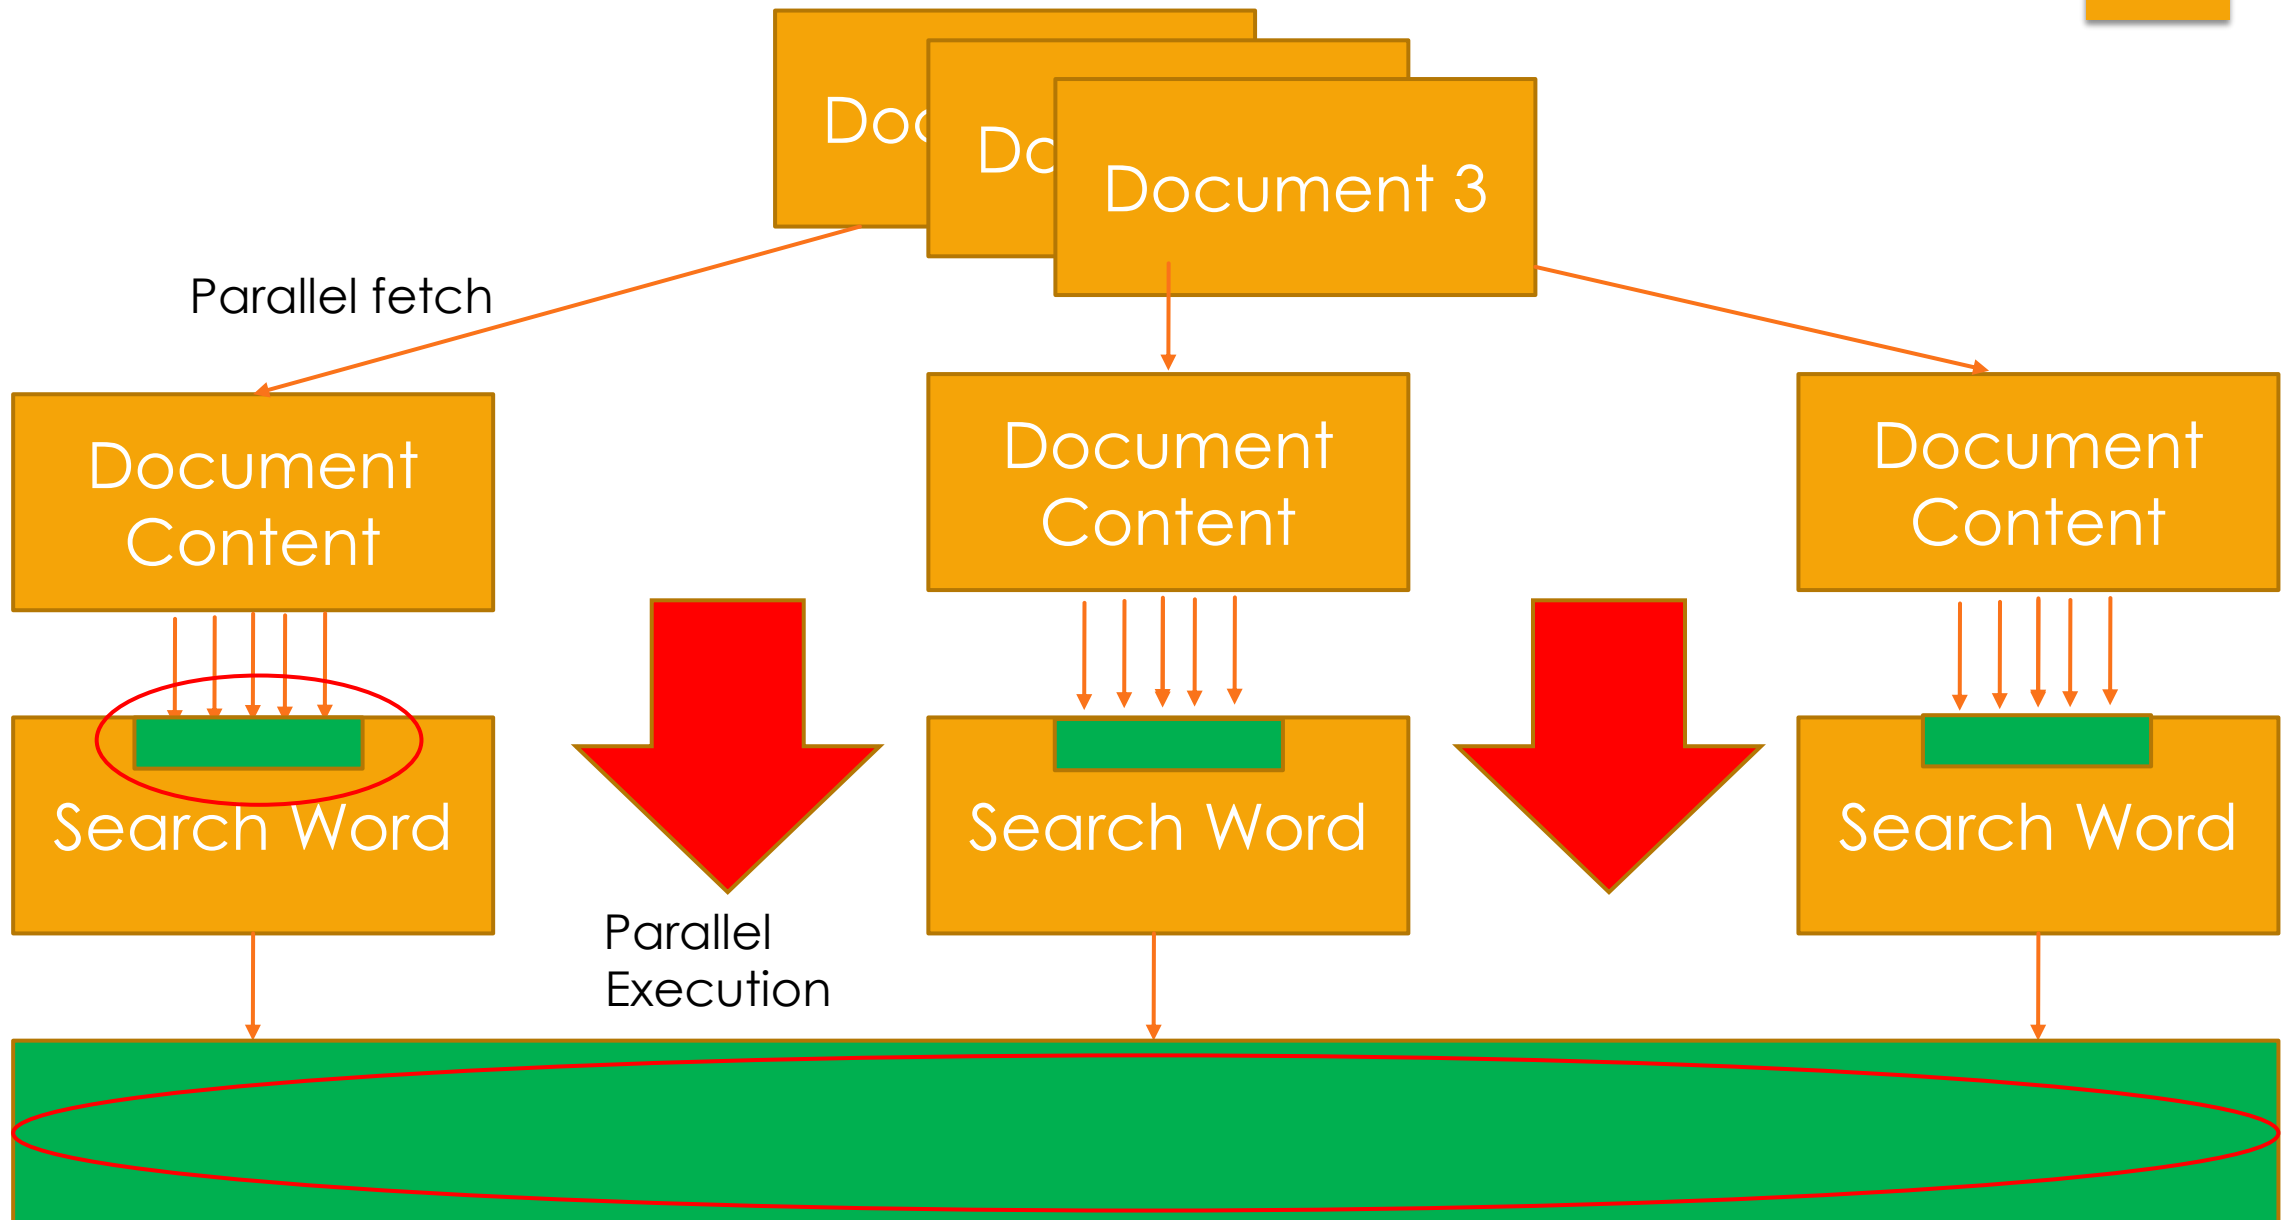 Document 3
Parallel fetch
Document
Content
Document
Content
Document
Content
Search Word
Search Word
Search Word
Parallel
Execution